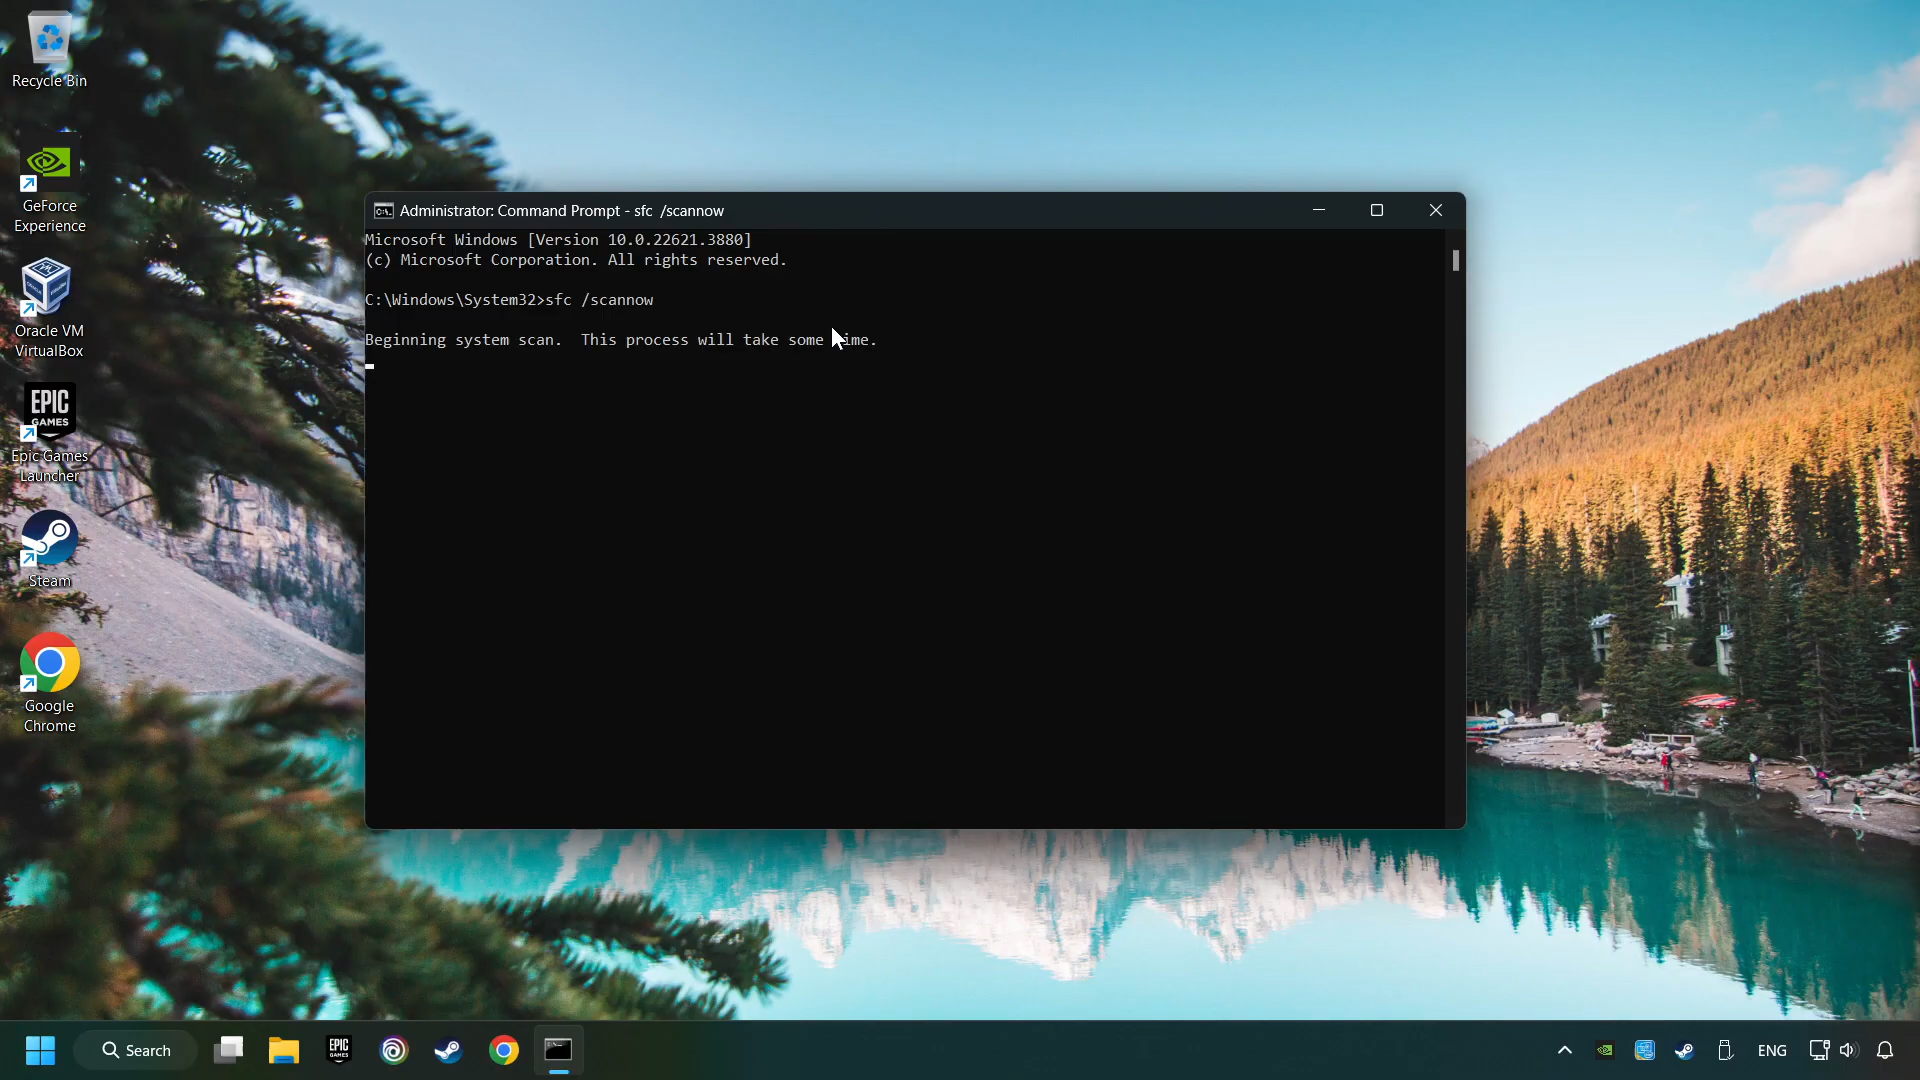 Recycle Bin
GeForce
Experience
Oracle VM
VirtualBox
EPIC
GAMES
Epic Games
Launcher
Steam
Google
Chrome
Administrator: Command Prompt - sfc  /scannow
Microsoft Windows [Version 10.0.22621.3880]
(c) Microsoft Corporation. All rights reserved.
C:\Windows\System32>sfc /scannow
Beginning system scan.  This process will take some time.
Search
EPIC
GAMES
ENG